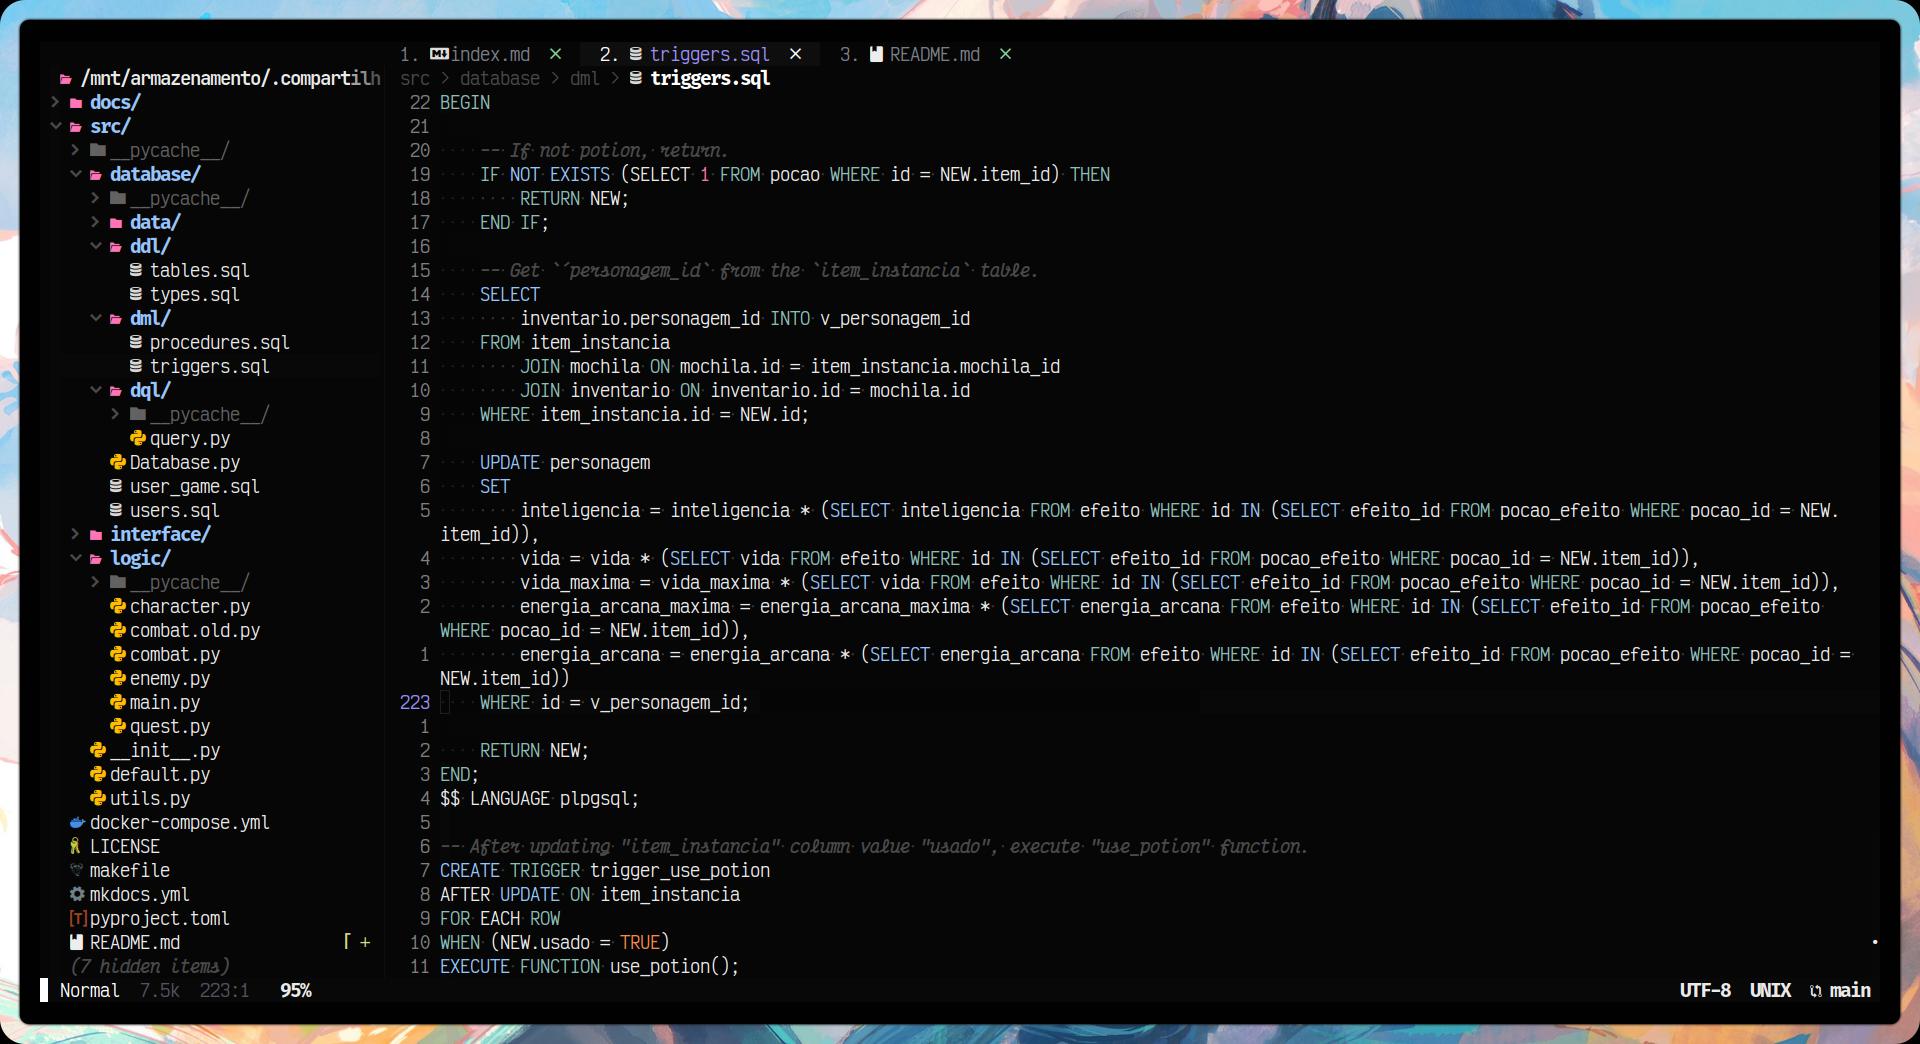 1. index.md × 2. triggers.sql × 3. README.md ×
/mnt/armazenamento/.compartilh
docs/
src/
__pycache__/
database/
__pycache__/
data/
ddl/
tables.sql
types.sql
dml/
procedures.sql
triggers.sql
dql/
__pycache__/
query.py
Database.py
user_game.sql
users.sql
interface/
logic/
__pycache__/
character.py
combat.old.py
combat.py
enemy.py
main.py
quest.py
__init__.py
default.py
utils.py
docker-compose.yml
LICENSE
makefile
mkdocs.yml
pyproject.toml
README.md
(7 hidden items)
src > database > dml > triggers.sql
22 BEGIN
21
20 -- If not potion, return.
19 IF NOT EXISTS (SELECT 1 FROM pocao WHERE id = NEW.item_id) THEN
18 RETURN NEW;
17 END IF;
16
15 -- Get `´personagem_id` from the `item_instancia` table.
14 SELECT
13 inventario.personagem_id INTO v_personagem_id
12 FROM item_instancia
11 JOIN mochila ON mochila.id = item_instancia.mochila_id
10 JOIN inventario ON inventario.id = mochila.id
9 WHERE item_instancia.id = NEW.id;
8
7 UPDATE personagem
6 SET
5 inteligencia = inteligencia * (SELECT inteligencia FROM efeito WHERE id IN (SELECT efeito_id FROM pocao_efeito WHERE pocao_id = NEW.
item_id)),
4 vida = vida * (SELECT vida FROM efeito WHERE id IN (SELECT efeito_id FROM pocao_efeito WHERE pocao_id = NEW.item_id)),
3 vida_maxima = vida_maxima * (SELECT vida FROM efeito WHERE id IN (SELECT efeito_id FROM pocao_efeito WHERE pocao_id = NEW.item_id)),
2 energia_arcana_maxima = energia_arcana_maxima * (SELECT energia_arcana FROM efeito WHERE id IN (SELECT efeito_id FROM pocao_efeito
WHERE pocao_id = NEW.item_id)),
1 energia_arcana = energia_arcana * (SELECT energia_arcana FROM efeito WHERE id IN (SELECT efeito_id FROM pocao_efeito WHERE pocao_id =
NEW.item_id))
223 WHERE id = v_personagem_id;
1
2 RETURN NEW;
3 END;
4 $$ LANGUAGE plpgsql;
5
6 -- After updating "item_instancia" column value "usado", execute "use_potion" function.
7 CREATE TRIGGER trigger_use_potion
8 AFTER UPDATE ON item_instancia
9 FOR EACH ROW
10 WHEN (NEW.usado = TRUE)
11 EXECUTE FUNCTION use_potion();
Normal 7.5k 223:1 95% UTF-8 UNIX main